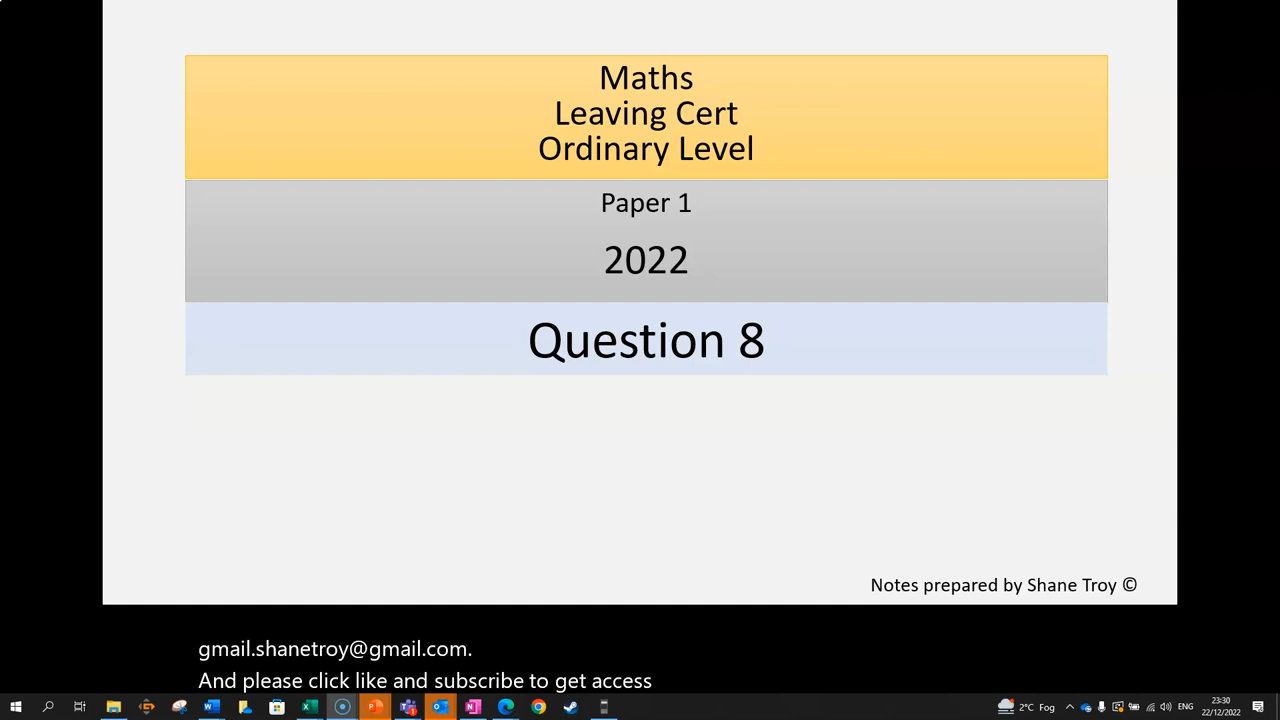 Maths
Leaving Cert
Ordinary Level
Paper 1
2022
Question 8
Notes prepared by Shane Troy ©
gmail.shanetroy@gmail.com.
And please click like and subscribe to get access
2°C Fog
ENG
23:30
22/12/2022